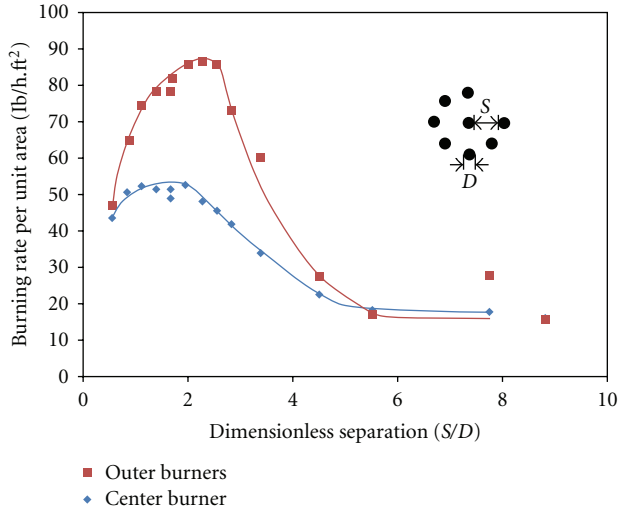 Burning rate per unit area (Ib/h.ft²)
100
90
80
70
60
50
40
30
20
10
0
S
D
0 2 4 6 8 10
Dimensionless separation (S/D)
Outer burners
Center burner